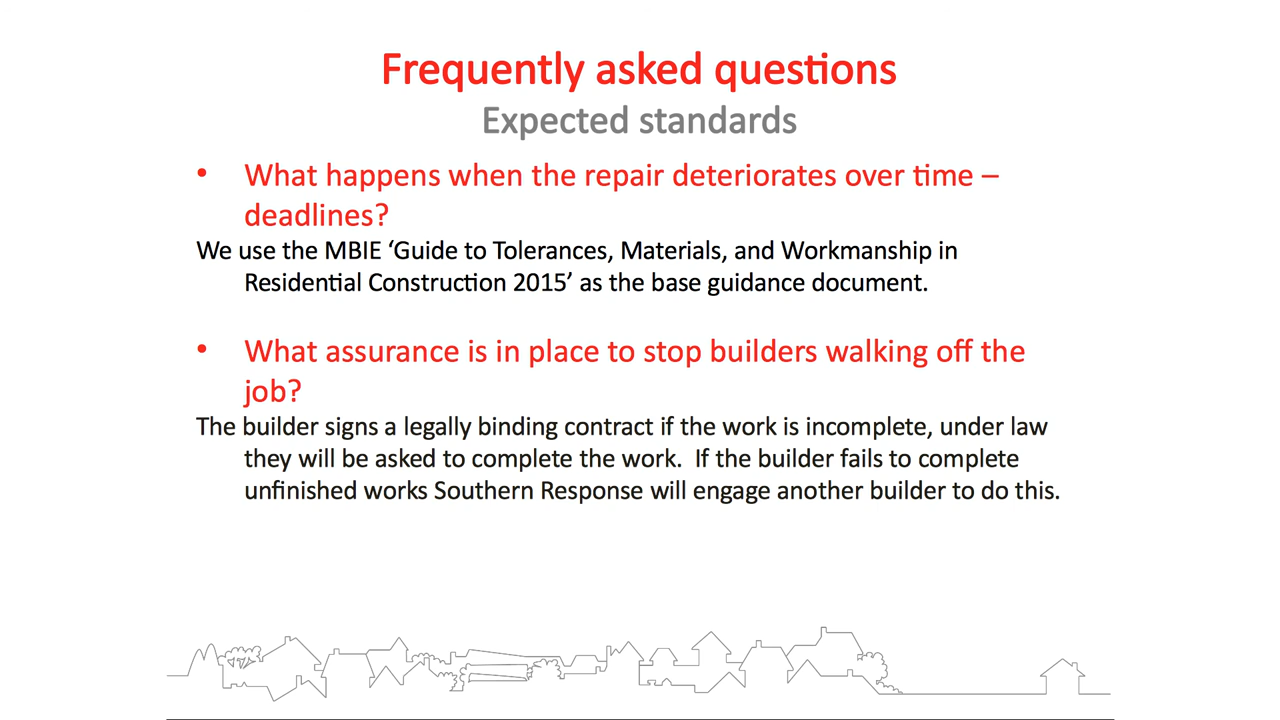 Frequently asked questions
Expected standards
• What happens when the repair deteriorates over time –
deadlines?
We use the MBIE ‘Guide to Tolerances, Materials, and Workmanship in
Residential Construction 2015’ as the base guidance document.
• What assurance is in place to stop builders walking off the
job?
The builder signs a legally binding contract if the work is incomplete, under law
they will be asked to complete the work.  If the builder fails to complete
unfinished works Southern Response will engage another builder to do this.